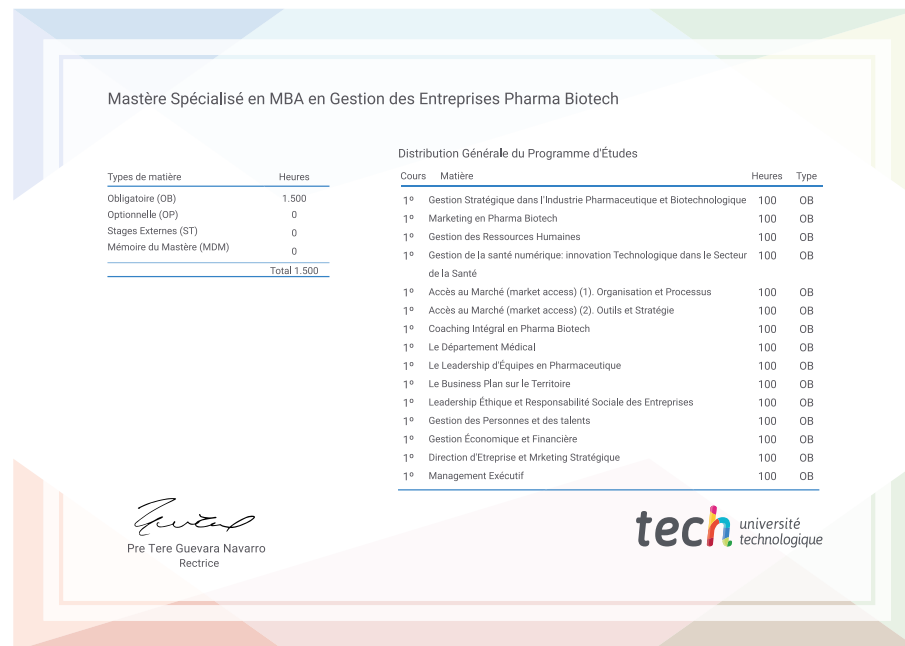 Mastère Spécialisé en MBA en Gestion des Entreprises Pharma Biotech
Types de matière Heures
Obligatoire (OB) 1.500
Optionnelle (OP) 0
Stages Externes (ST) 0
Mémoire du Mastère (MDM) 0
Total 1.500
Distribution Générale du Programme d'Études
Cours Matière Heures Type
1º Gestion Stratégique dans l'Industrie Pharmaceutique et Biotechnologique 100 OB
1º Marketing en Pharma Biotech 100 OB
1º Gestion des Ressources Humaines 100 OB
1º Gestion de la santé numérique: innovation Technologique dans le Secteur 100 OB
de la Santé
1º Accès au Marché (market access) (1). Organisation et Processus 100 OB
1º Accès au Marché (market access) (2). Outils et Stratégie 100 OB
1º Coaching Intégral en Pharma Biotech 100 OB
1º Le Département Médical 100 OB
1º Le Leadership d'Équipes en Pharmaceutique 100 OB
1º Le Business Plan sur le Territoire 100 OB
1º Leadership Éthique et Responsabilité Sociale des Entreprises 100 OB
1º Gestion des Personnes et des talents 100 OB
1º Gestion Économique et Financière 100 OB
1º Direction d'Etreprise et Mrketing Stratégique 100 OB
1º Management Exécutif 100 OB
Pre Tere Guevara Navarro
Rectrice
tech université
technologique